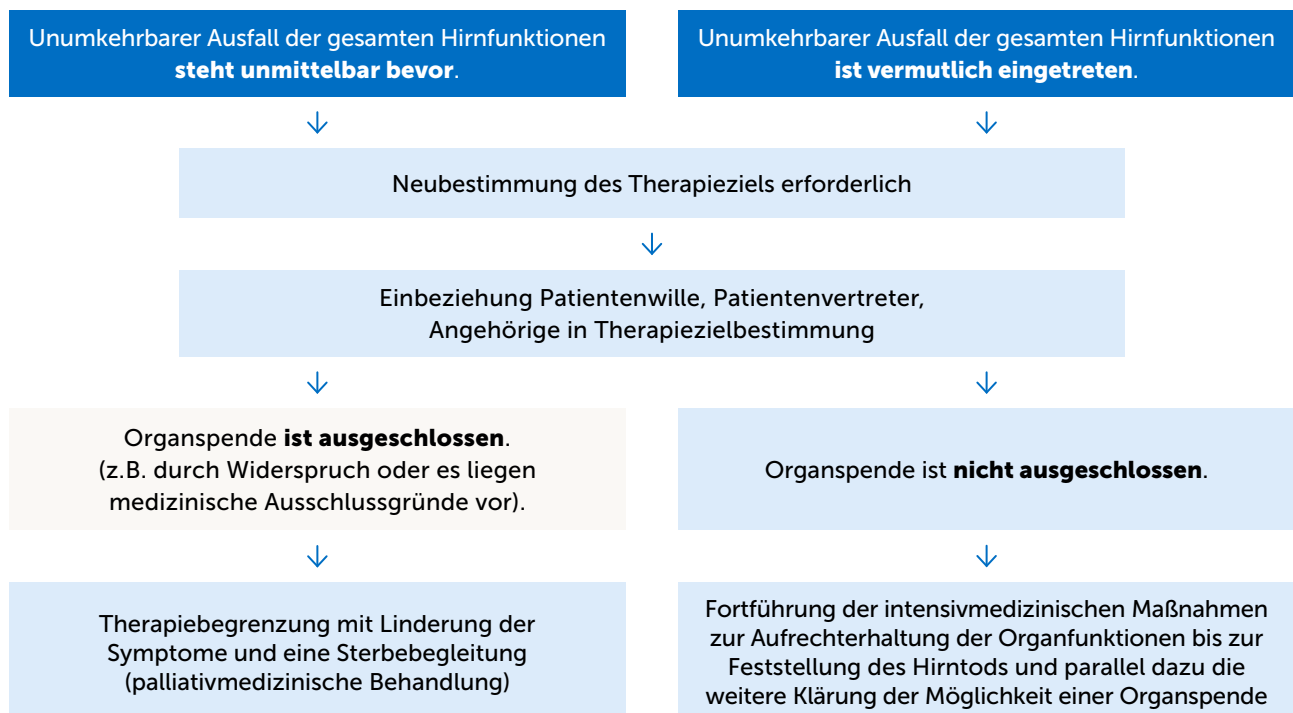 Unumkehrbarer Ausfall der gesamten Hirnfunktionen
steht unmittelbar bevor.
Unumkehrbarer Ausfall der gesamten Hirnfunktionen
ist vermutlich eingetreten.
Neubestimmung des Therapieziels erforderlich
Einbeziehung Patientenwille, Patientenvertreter,
Angehörige in Therapiezielbestimmung
Organspende ist ausgeschlossen.
(z.B. durch Widerspruch oder es liegen
medizinische Ausschlussgründe vor).
Organspende ist nicht ausgeschlossen.
Therapiebegrenzung mit Linderung der
Symptome und eine Sterbebegleitung
(palliativmedizinische Behandlung)
Fortführung der intensivmedizinischen Maßnahmen
zur Aufrechterhaltung der Organfunktionen bis zur
Feststellung des Hirntods und parallel dazu die
weitere Klärung der Möglichkeit einer Organspende